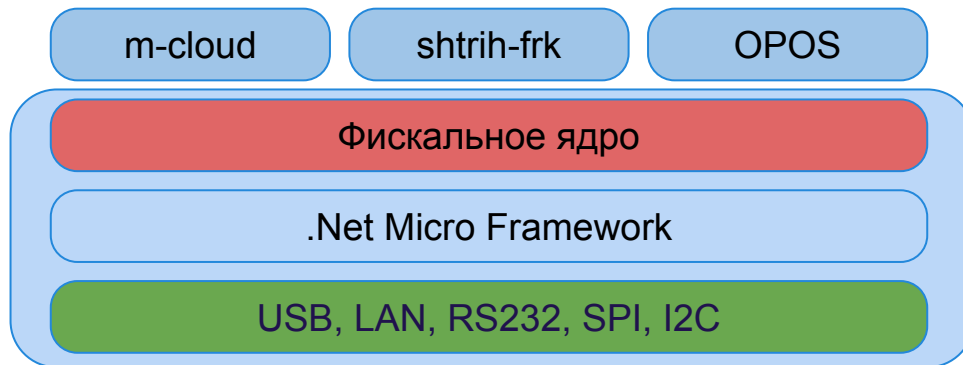 m-cloud
shtrih-frk
OPOS
Фискальное ядро
.Net Micro Framework
USB, LAN, RS232, SPI, I2C